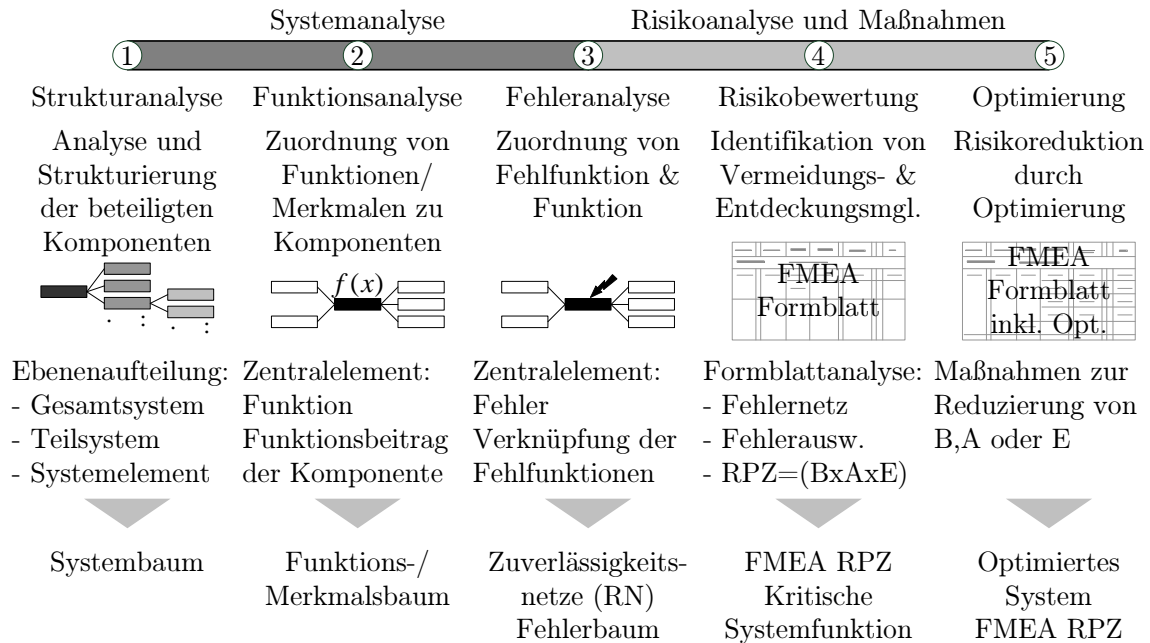 Systemanalyse
Risikoanalyse und Maßnahmen
1
2
3
4
5
Strukturanalyse
Analyse und
Strukturierung
der beteiligten
Komponenten
Ebenenaufteilung:
- Gesamtsystem
- Teilsystem
- Systemelement
Systembaum
Funktionsanalyse
Zuordnung von
Funktionen/
Merkmalen zu
Komponenten
f(x)
Zentralelement:
Funktion
Funktionsbeitrag
der Komponente
Funktions-/
Merkmalsbaum
Fehleranalyse
Zuordnung von
Fehlfunktion &
Funktion
Zentralelement:
Fehler
Verknüpfung der
Fehlfunktionen
Zuverlässigkeits-
netze (RN)
Fehlerbaum
Risikobewertung
Identifikation von
Vermeidungs- &
Entdeckungsmgl.
FMEA
Formblatt
Formblattanalyse:
- Fehlernetz
- Fehlerausw.
- RPZ=(BxAxE)
FMEA RPZ
Kritische
Systemfunktion
Optimierung
Risikoreduktion
durch
Optimierung
FMEA
Formblatt
inkl. Opt.
Maßnahmen zur
Reduzierung von
B,A oder E
Optimiertes
System
FMEA RPZ